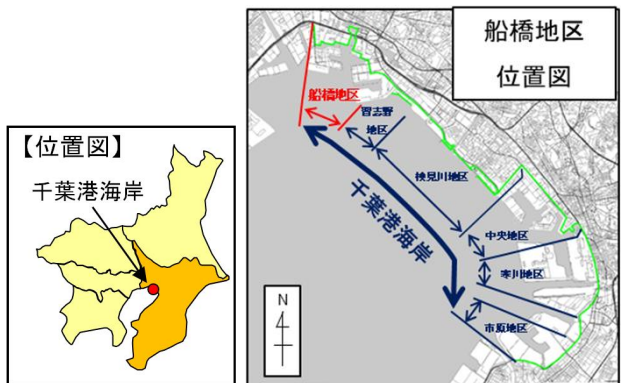 【位置図】
千葉港海岸
船橋地区
位置図
船橋地区
習志野
地区
検見川地区
中央地区
寒川地区
市原地区
千葉港海岸
N